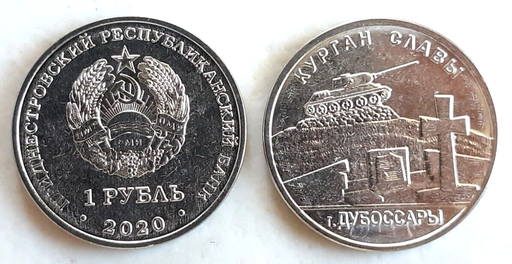 ПРИДНЕСТРОВСКИЙ РЕСПУБЛИКАНСКИЙ БАНК
1 РУБЛЬ
2020
КУРГАН СЛАВЫ
г. ДУБОССАРЫ